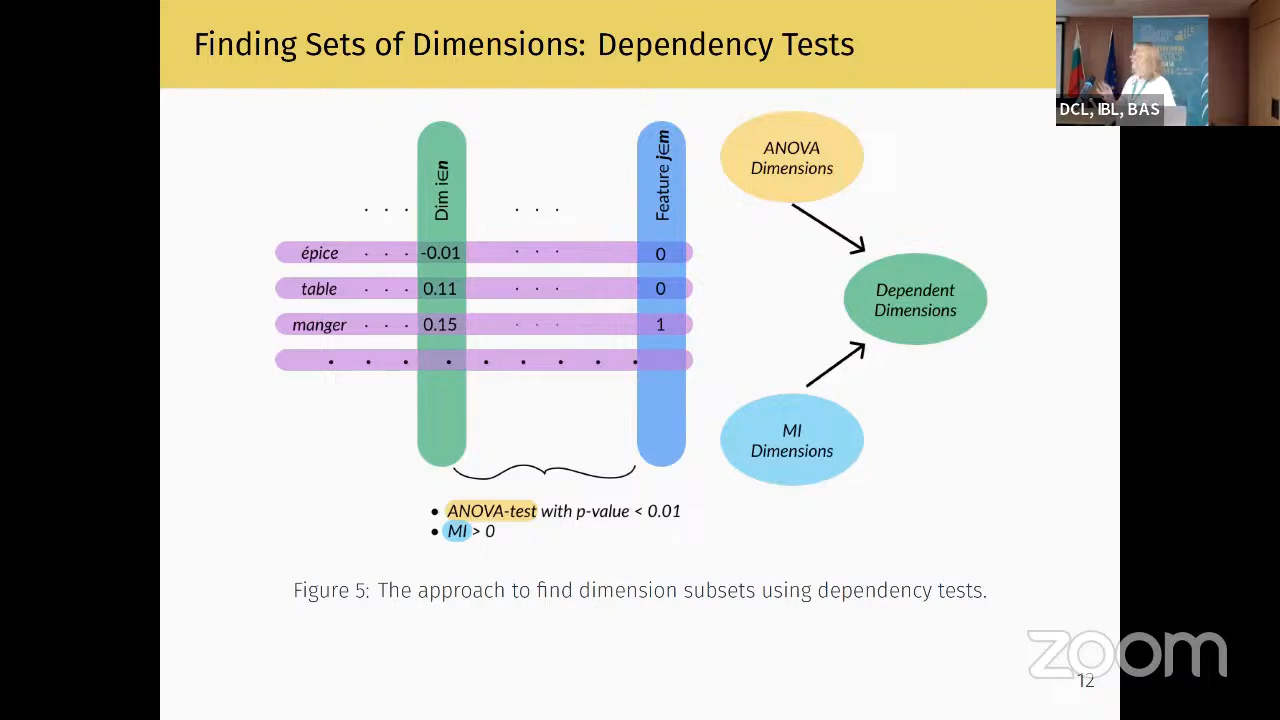 Finding Sets of Dimensions: Dependency Tests
DCL, IBL, BAS
Dim i∈n
Feature j∈m
. . .
. . .
épice . . . -0.01 . . . 0
table . . . 0.11 . . . 0
manger . . . 0.15 . . . 1
. . . . . . . . .
ANOVA
Dimensions
Dependent
Dimensions
MI
Dimensions
• ANOVA-test with p-value < 0.01
• MI > 0
Figure 5: The approach to find dimension subsets using dependency tests.
zoom
12